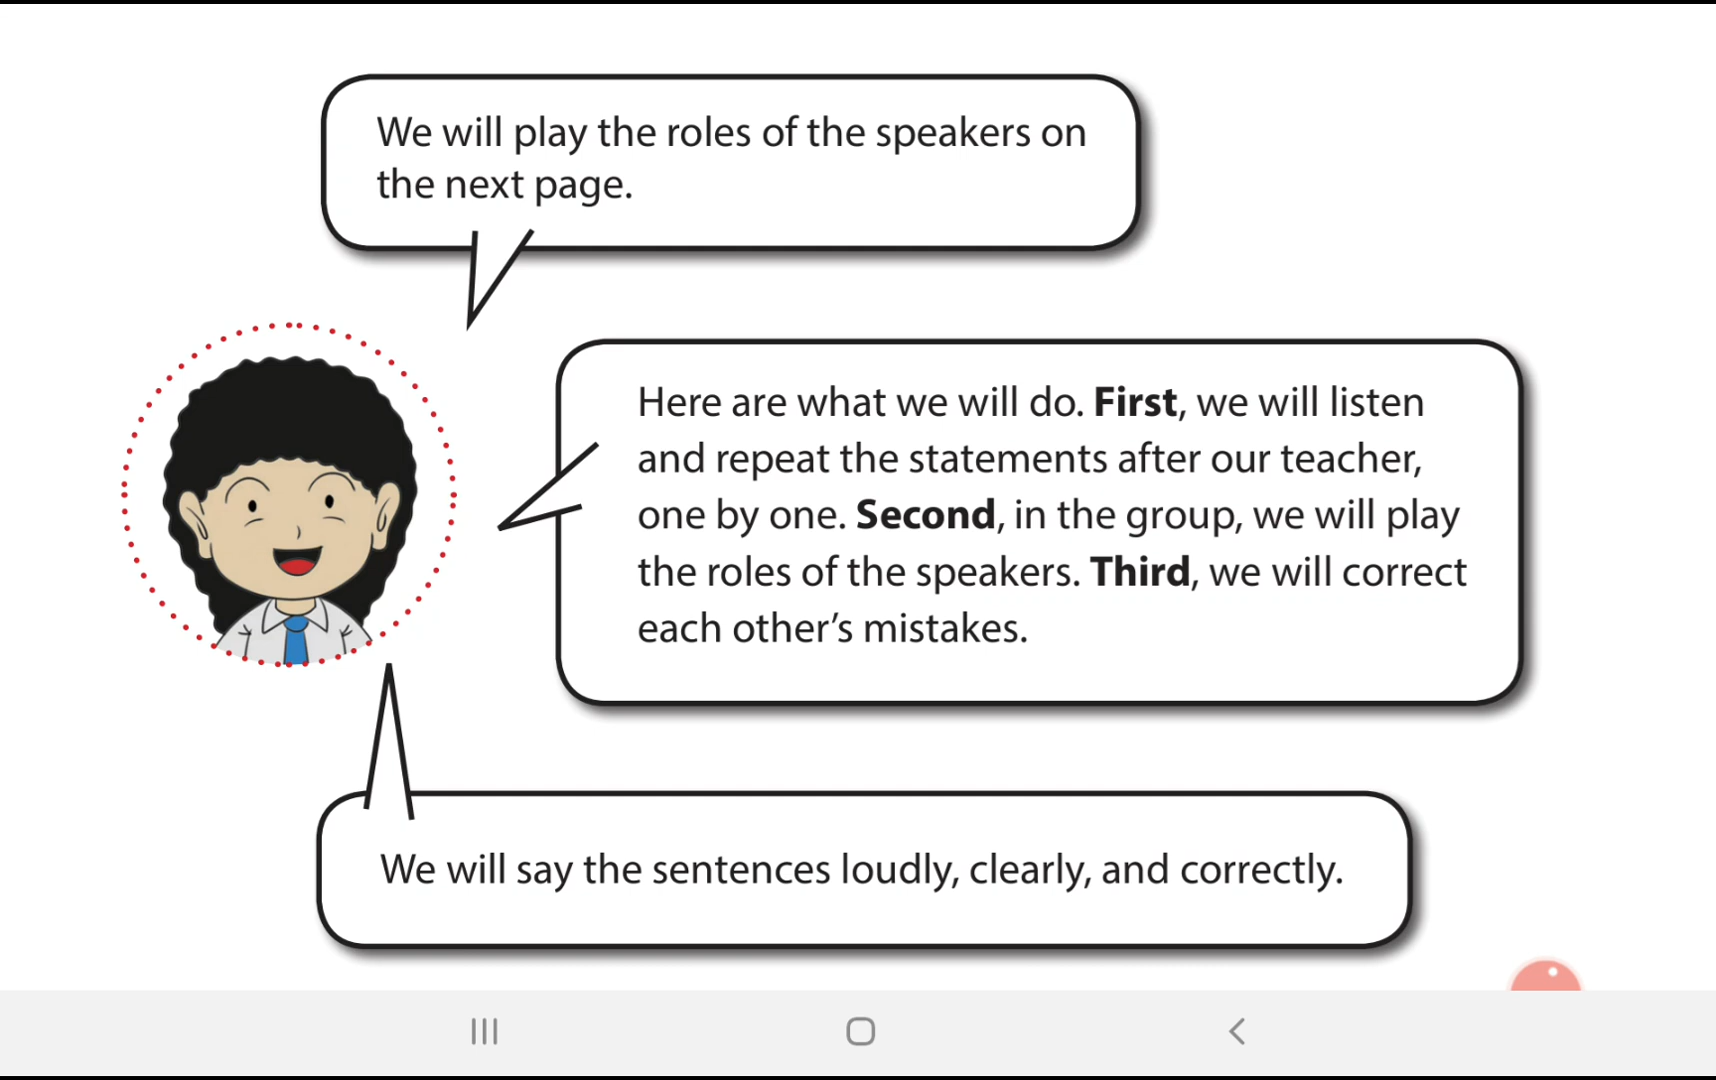 We will play the roles of the speakers on
the next page.
Here are what we will do. First, we will listen
and repeat the statements after our teacher,
one by one. Second, in the group, we will play
the roles of the speakers. Third, we will correct
each other’s mistakes.
We will say the sentences loudly, clearly, and correctly.